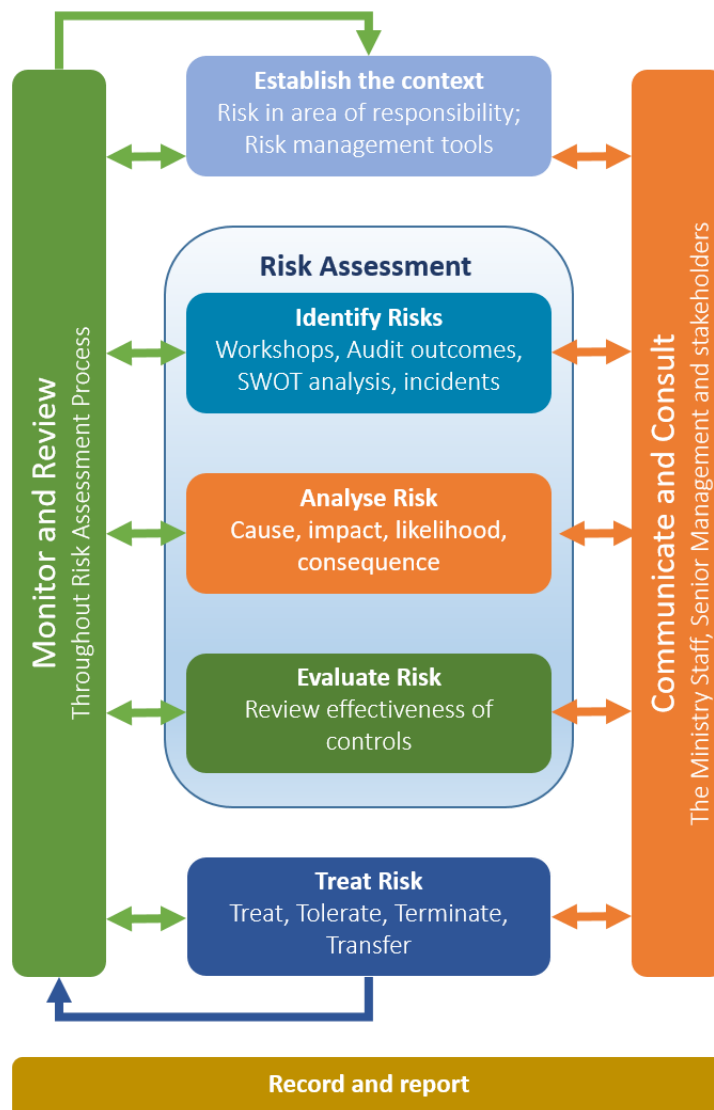 Establish the context
Risk in area of responsibility;
Risk management tools
Monitor and Review
Throughout Risk Assessment Process
Risk Assessment
Identify Risks
Workshops, Audit outcomes,
SWOT analysis, incidents
Analyse Risk
Cause, impact, likelihood,
consequence
Evaluate Risk
Review effectiveness of
controls
Communicate and Consult
The Ministry Staff, Senior Management and stakeholders
Treat Risk
Treat, Tolerate, Terminate,
Transfer
Record and report